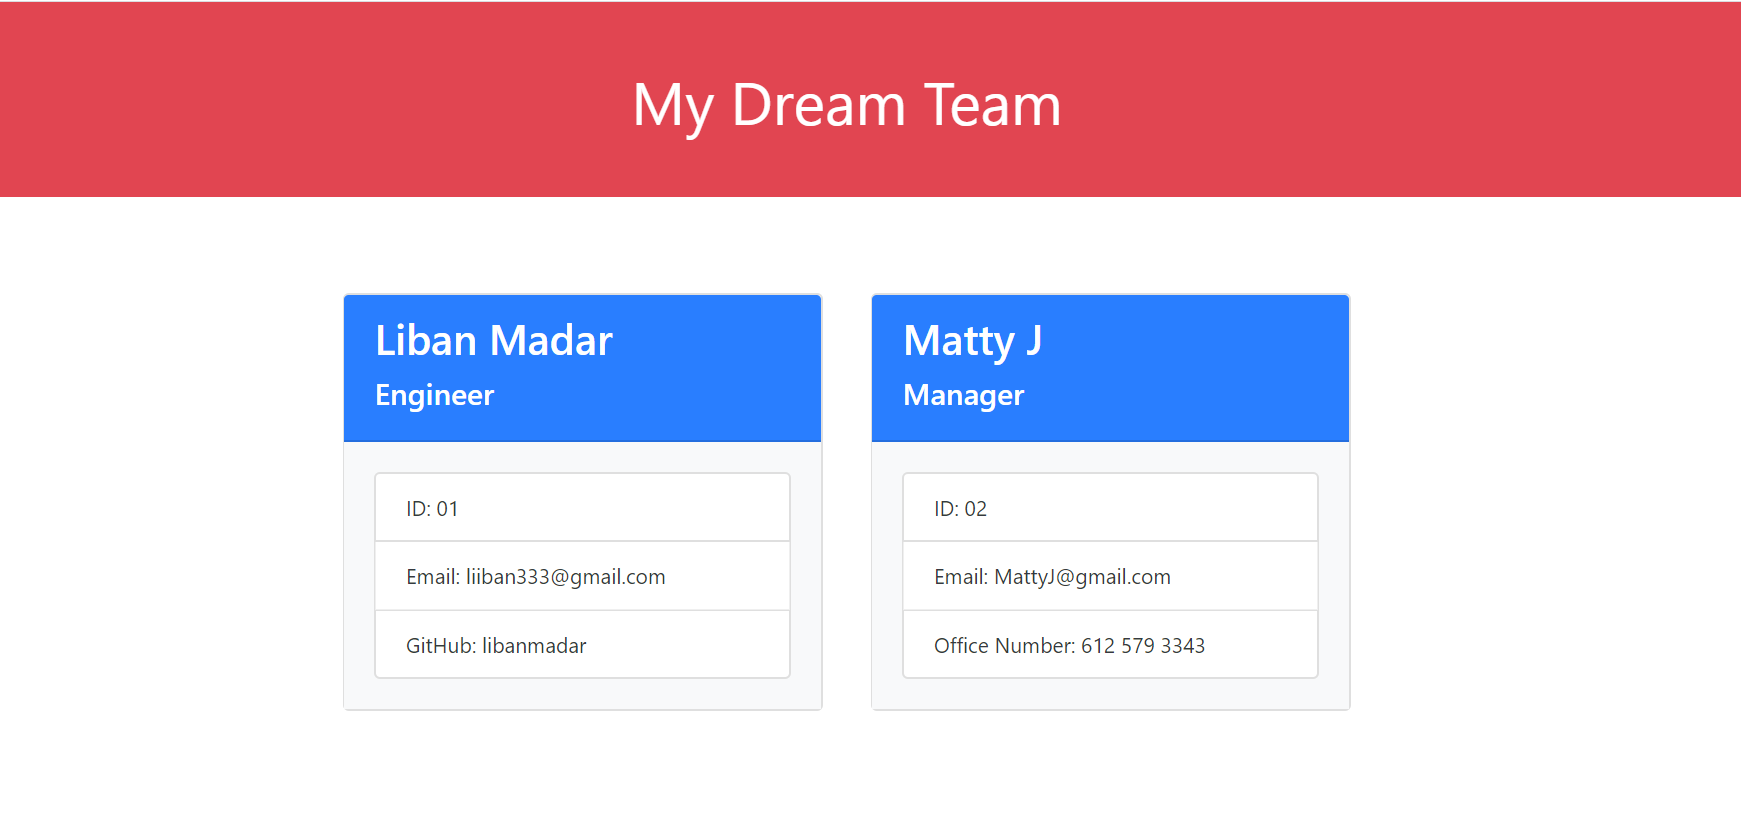 My Dream Team
Liban Madar
Engineer
ID: 01
Email: liiban333@gmail.com
GitHub: libanmadar
Matty J
Manager
ID: 02
Email: MattyJ@gmail.com
Office Number: 612 579 3343